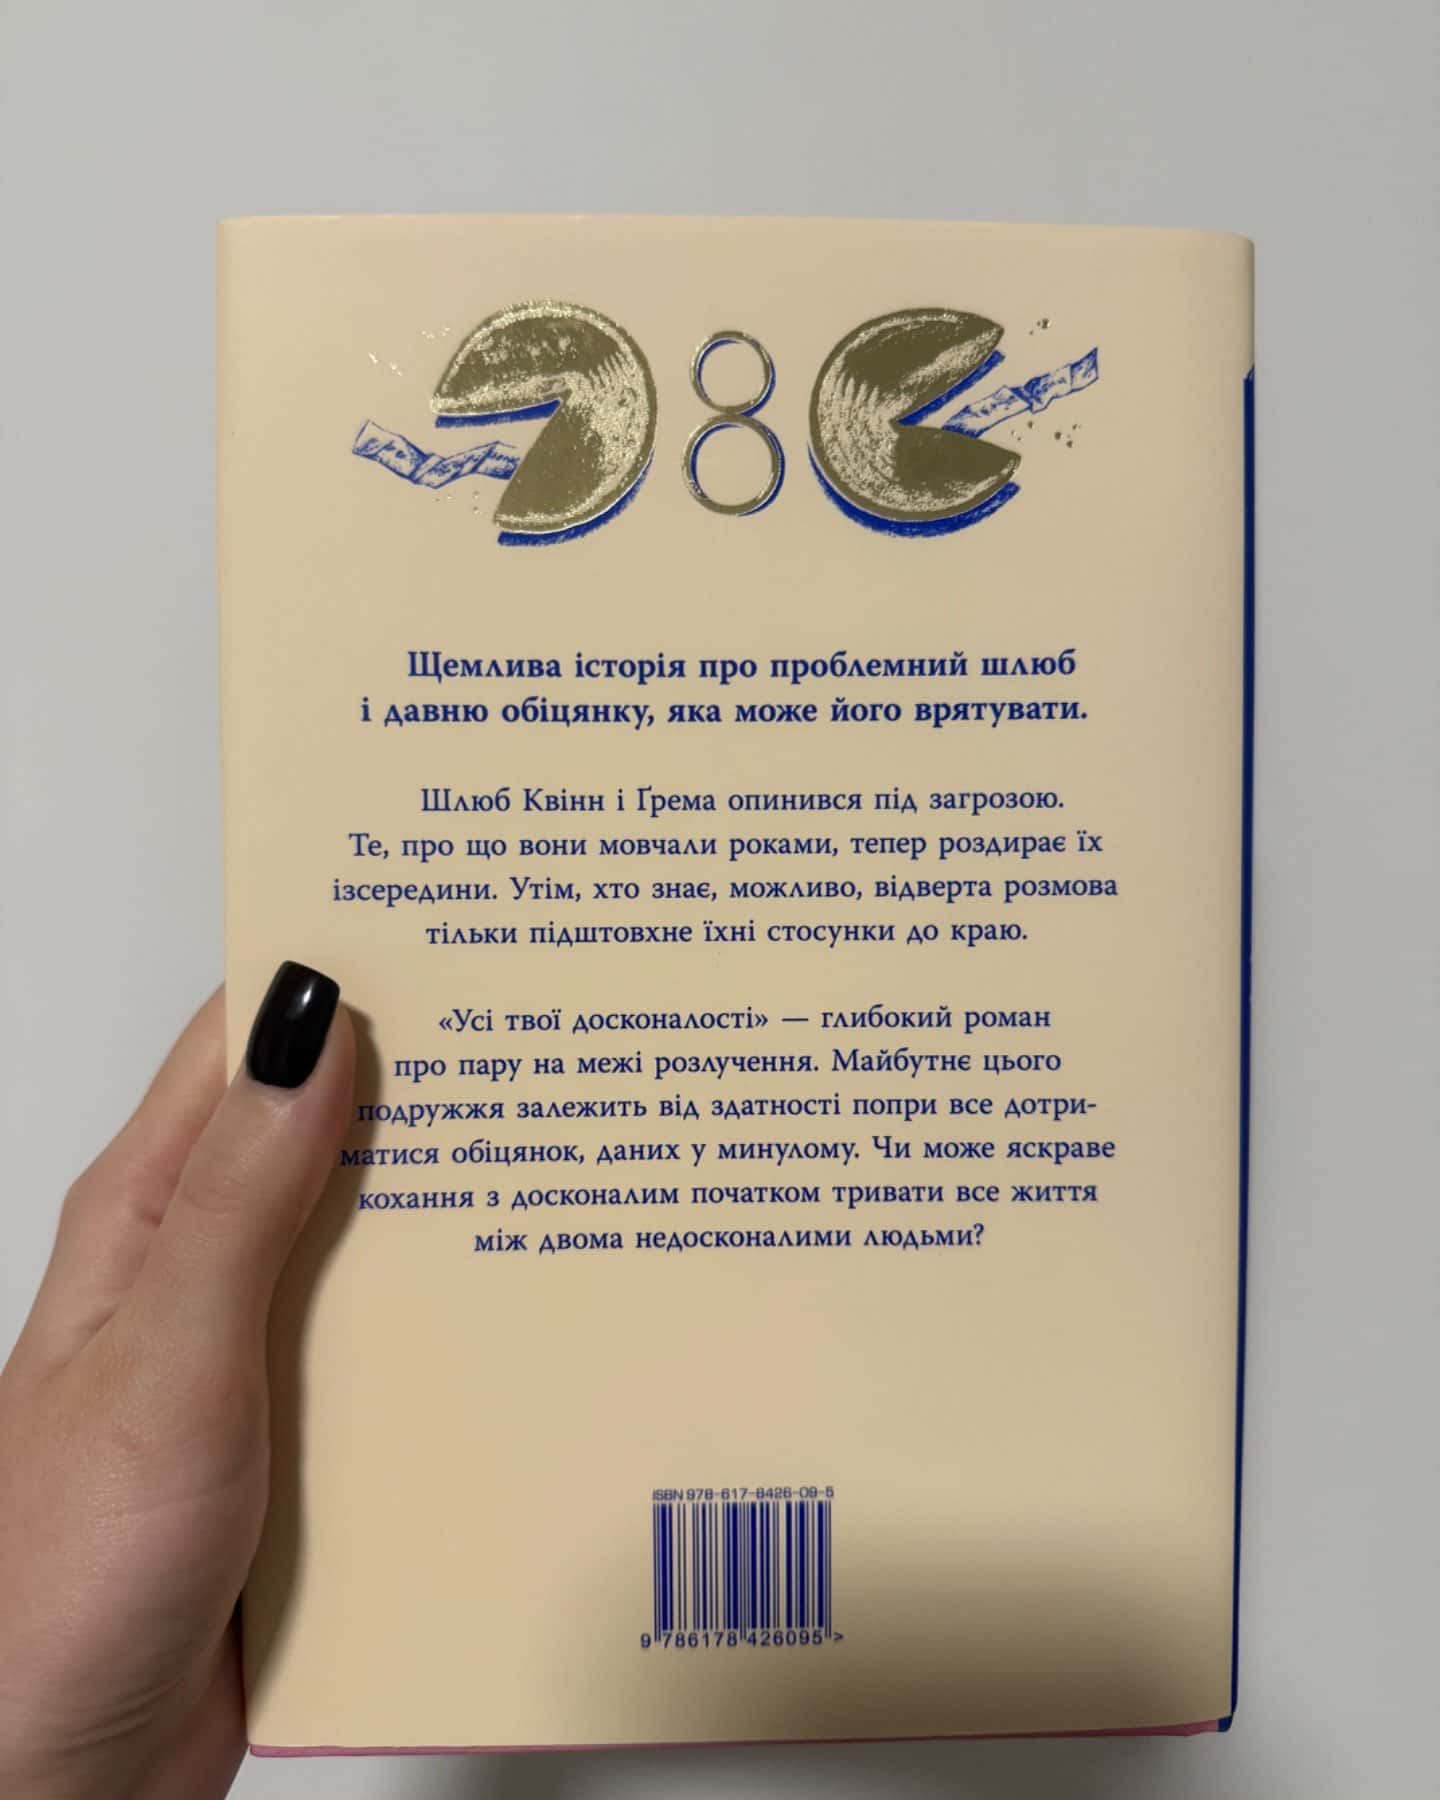 Щемлива історія про проблемний шлюб
і давню обіцянку, яка може його врятувати.
Шлюб Квінн і Ґрема опинився під загрозою.
Те, про що вони мовчали роками, тепер роздирає їх
ізсередини. Утім, хто знає, можливо, відверта розмова
тільки підштовхне їхні стосунки до краю.
«Усі твої досконалості» — глибокий роман
про пару на межі розлучення. Майбутнє цього
подружжя залежить від здатності попри все дотри-
матися обіцянок, даних у минулому. Чи може яскраве
кохання з досконалим початком тривати все життя
між двома недосконалими людьми?
ISBN 978-617-8426-09-5
9 786178 426095 >